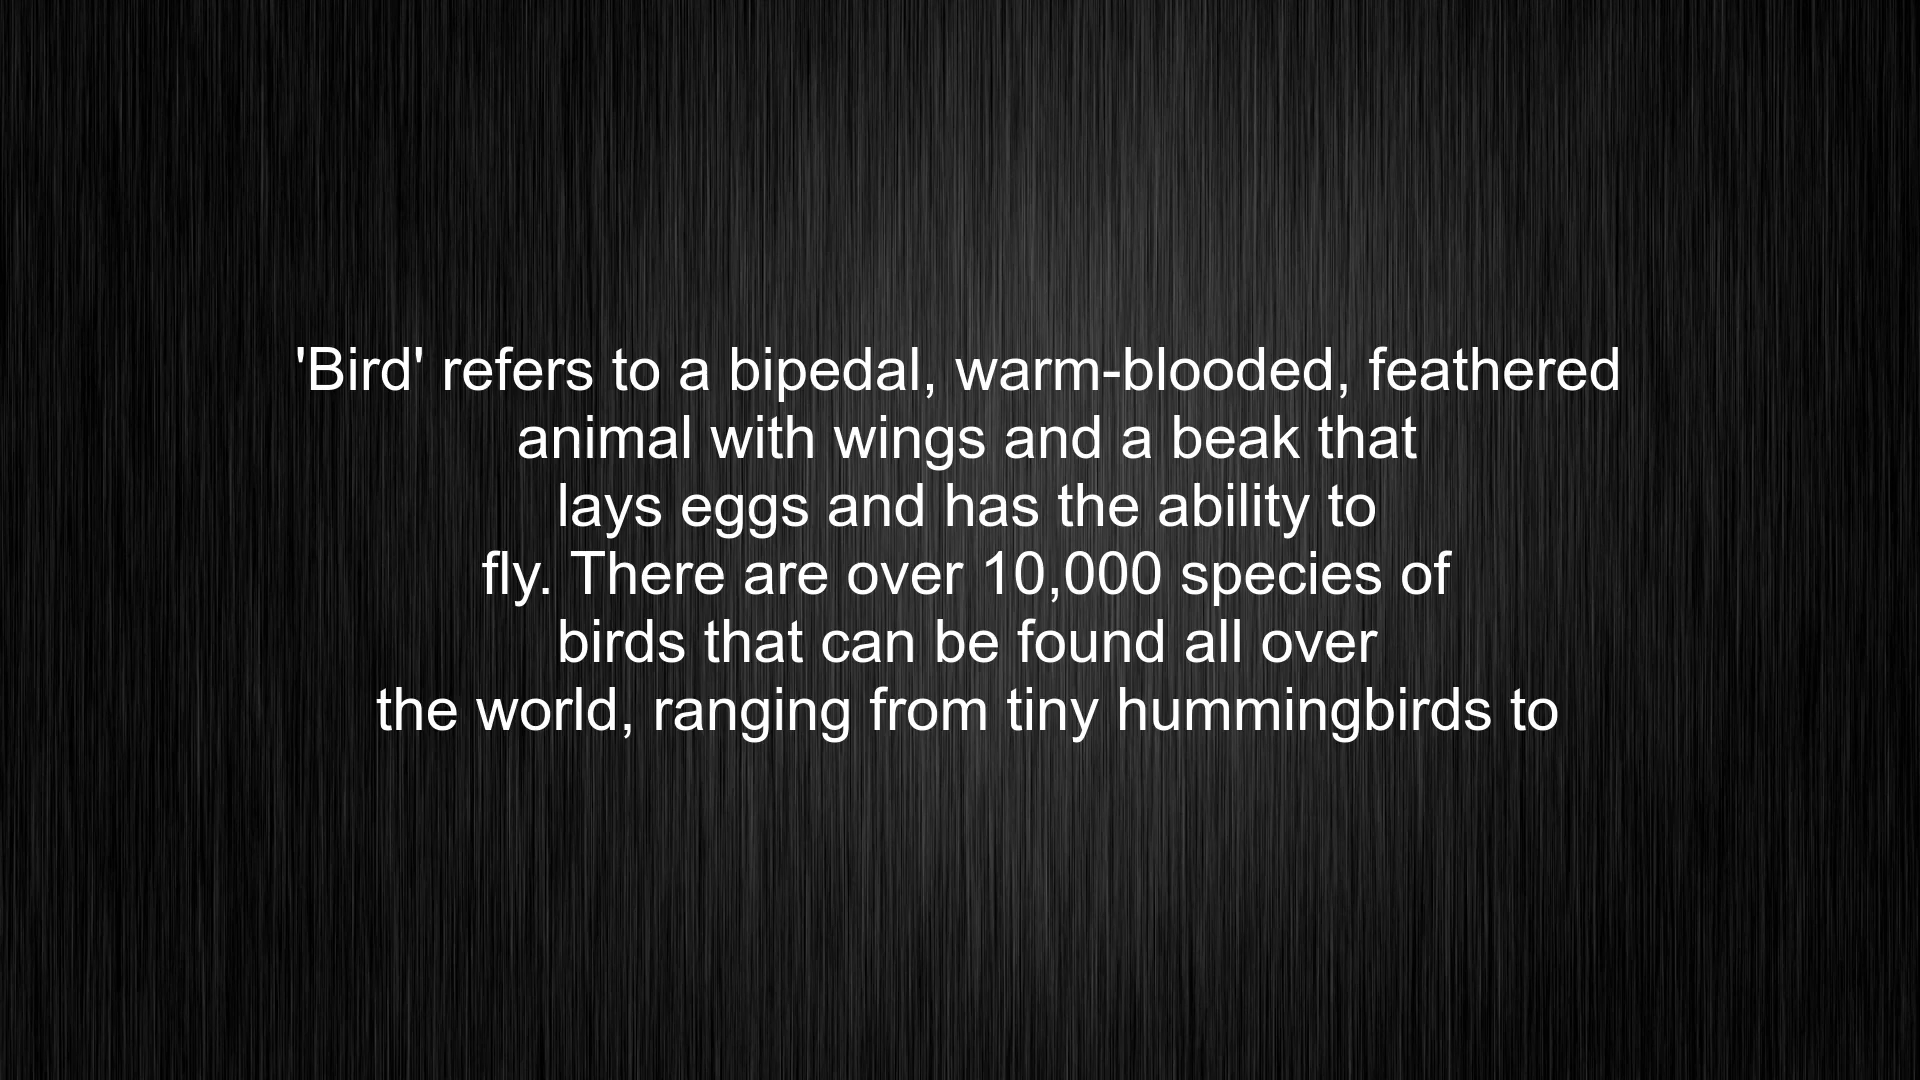 'Bird' refers to a bipedal, warm-blooded, feathered
animal with wings and a beak that
lays eggs and has the ability to
fly. There are over 10,000 species of
birds that can be found all over
the world, ranging from tiny hummingbirds to